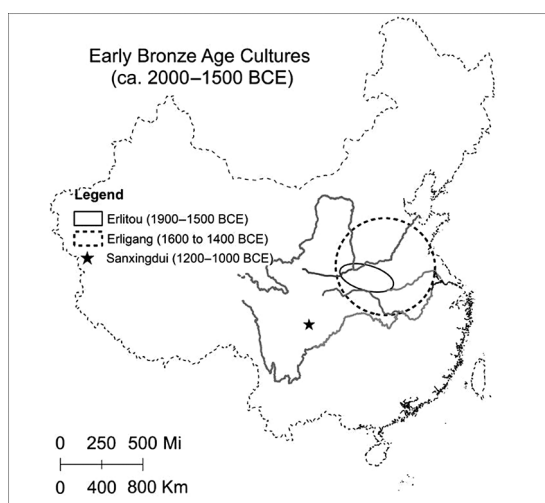 Early Bronze Age Cultures
(ca. 2000–1500 BCE)
Legend
Erlitou (1900–1500 BCE)
Erligang (1600 to 1400 BCE)
Sanxingdui (1200–1000 BCE)
0 250 500 Mi
0 400 800 Km